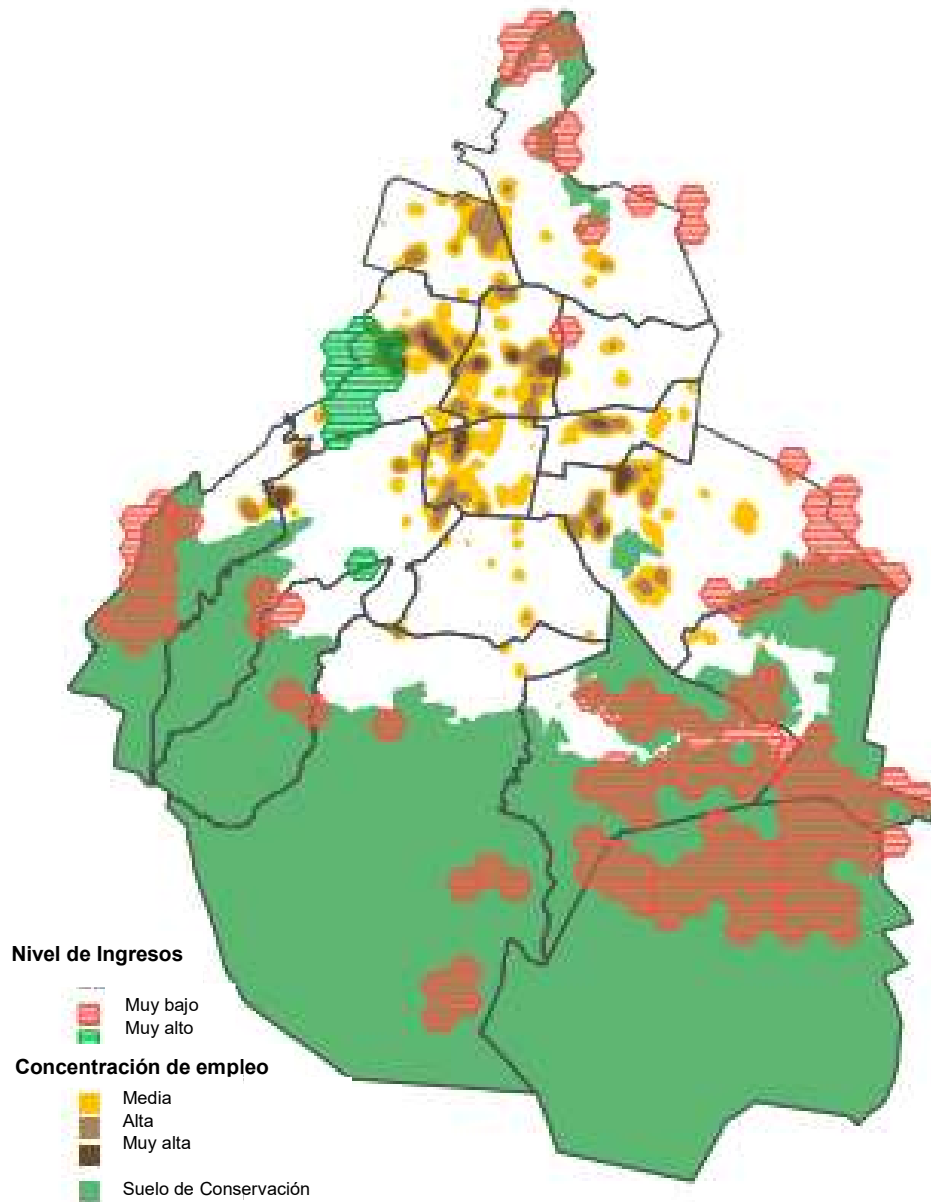 Nivel de Ingresos
Muy bajo
Muy alto
Concentración de empleo
Media
Alta
Muy alta
Suelo de Conservación